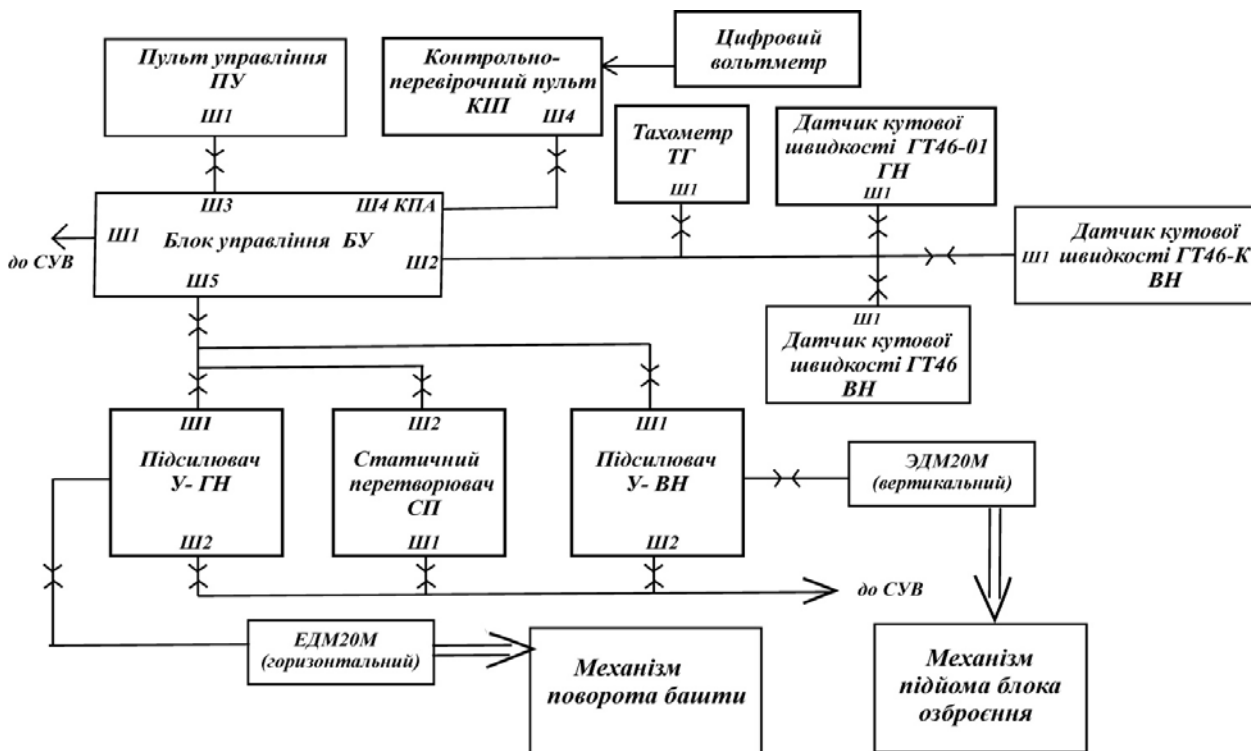 Пульт управління
ПУ
Ш1
Контрольно-
перевірочний пульт
КІП
Ш4
Цифровий
вольтметр
Тахометр
ТГ
Ш1
Датчик кутової
швидкості ГТ46-01
ГН
Ш1
Ш3
Ш4 КПА
Ш1
Блок управління БУ
Ш2
Ш5
до СУВ
Датчик кутової
Ш1 швидкості ГТ46-К
ВН
Ш1
Датчик кутової
швидкості ГТ46
ВН
Ш1
Підсилювач
У- ГН
Ш2
Ш2
Статичний
перетворювач
СП
Ш1
Ш1
Підсилювач
У- ВН
Ш2
ЭДМ20М
(вертикальний)
до СУВ
ЕДМ20М
(горизонтальний)
Механізм
поворота башти
Механізм
підйома блока
озброєння